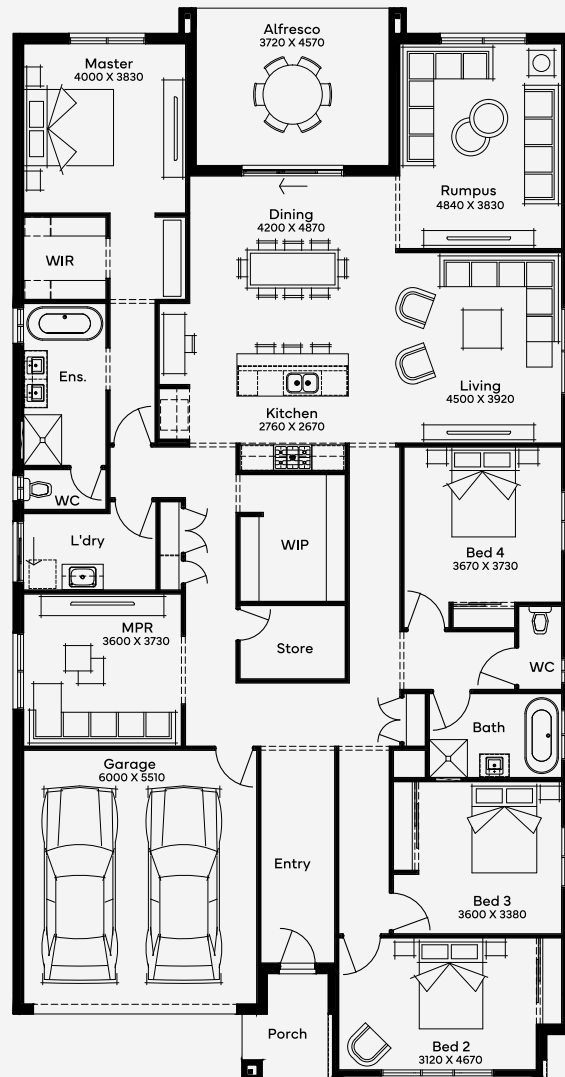 Alfresco
3720 X 4570
Master
4000 X 3830
Rumpus
4840 X 3830
Dining
4200 X 4870
WIR
Ens.
Living
4500 X 3920
Kitchen
2760 X 2670
WC
L'dry
WIP
Bed 4
3670 X 3730
MPR
3600 X 3730
Store
WC
Bath
Garage
6000 X 5510
Entry
Bed 3
3600 X 3380
Porch
Bed 2
3120 X 4670